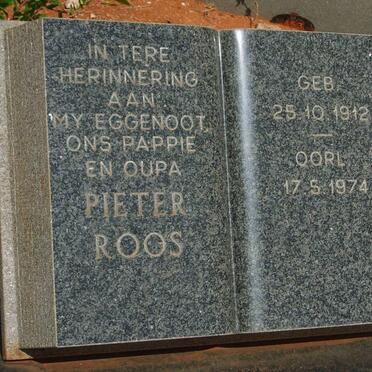 IN TERE
HERINNERING
AAN
MY EGGENOOT,
ONS PAPPIE
EN OUPA
PIETER
ROOS
GEB.
25.10.1912
OORL.
17.5.1974